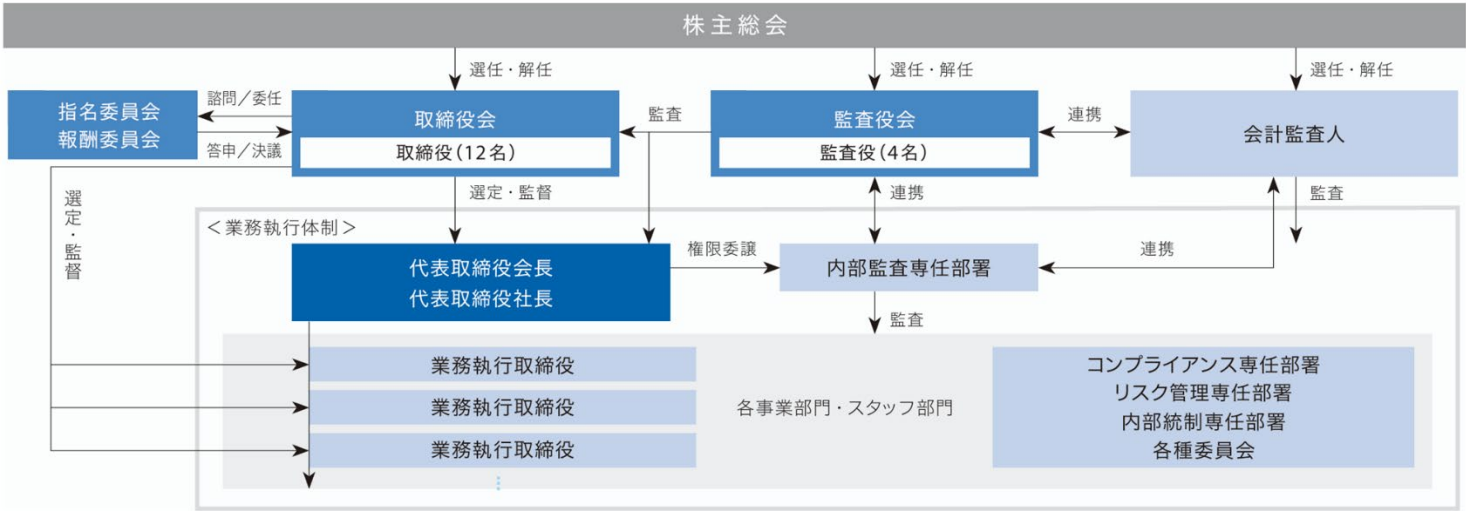 株主総会
選任・解任
選任・解任
選任・解任
指名委員会
報酬委員会
諮問／委任
答申／決議
取締役会
取締役（12名）
監査
監査役会
監査役（4名）
連携
会計監査人
選定・監督
選定・監督
連携
監査
＜業務執行体制＞
代表取締役会長
代表取締役社長
権限委譲
内部監査専任部署
連携
監査
業務執行取締役
業務執行取締役
業務執行取締役
各事業部門・スタッフ部門
コンプライアンス専任部署
リスク管理専任部署
内部統制専任部署
各種委員会